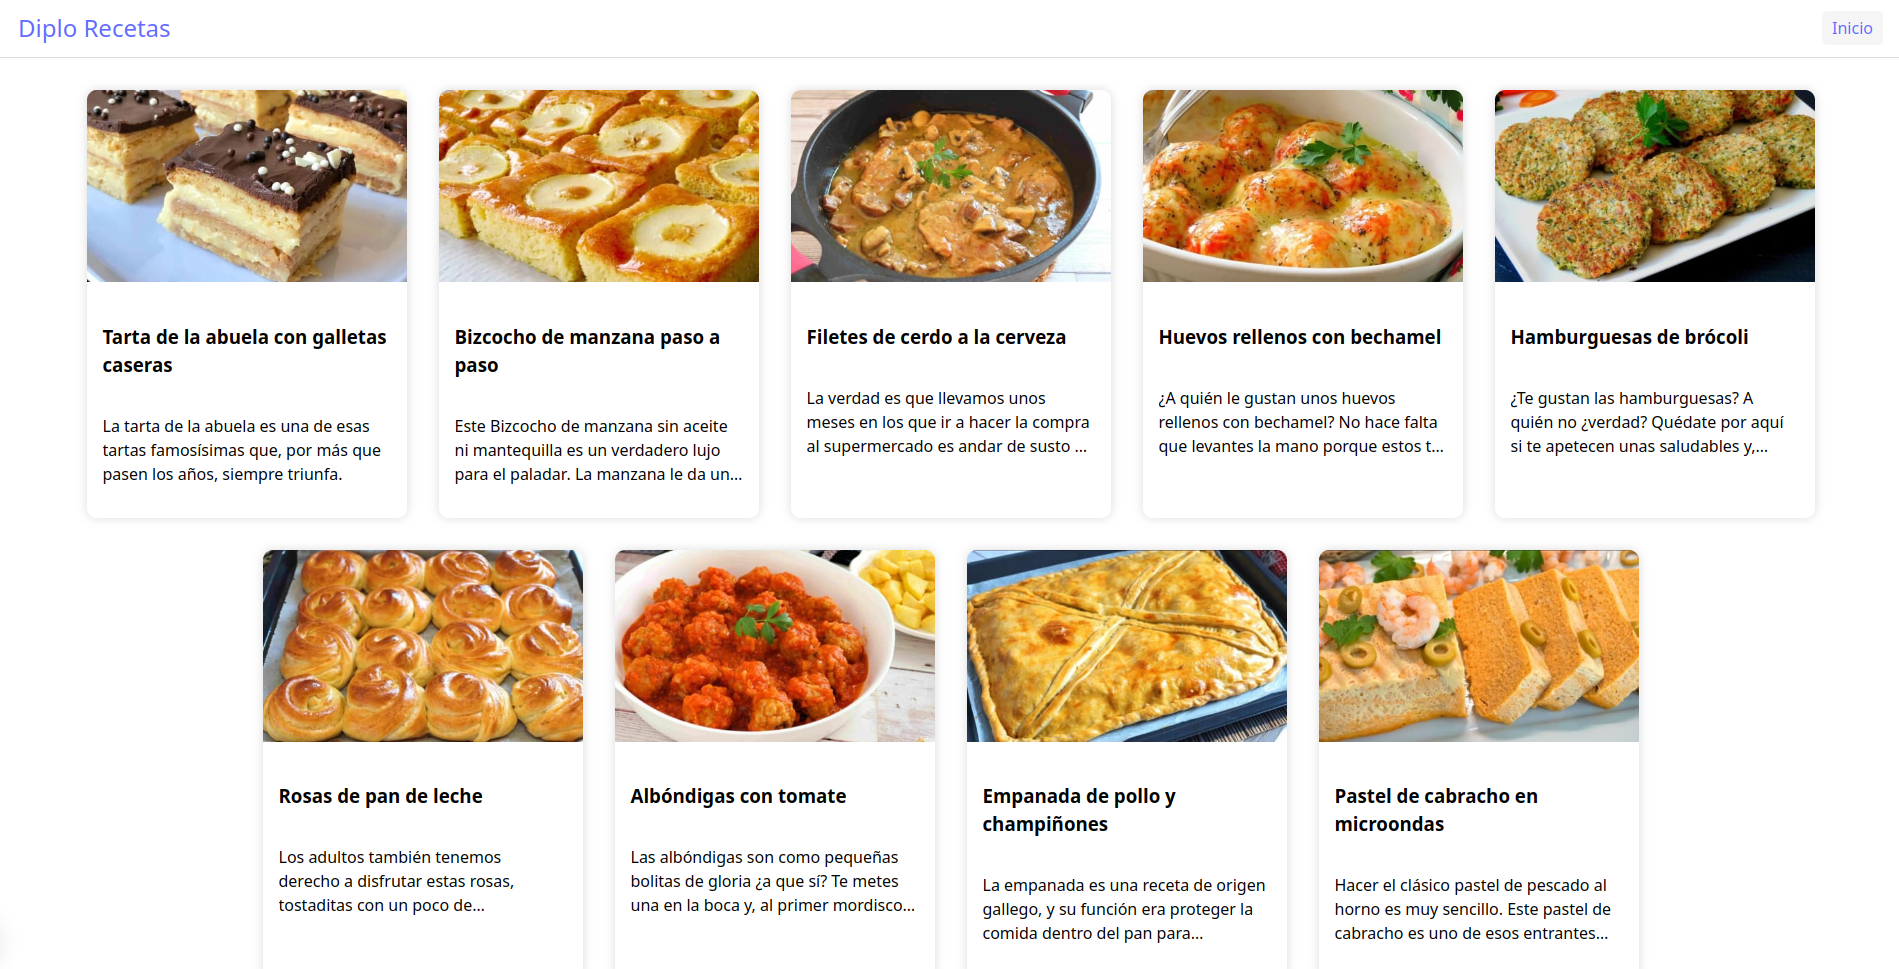 Diplo Recetas
Inicio
Tarta de la abuela con galletas
caseras
La tarta de la abuela es una de esas
tartas famosísimas que, por más que
pasen los años, siempre triunfa.
Bizcocho de manzana paso a
paso
Este Bizcocho de manzana sin aceite
ni mantequilla es un verdadero lujo
para el paladar. La manzana le da un...
Filetes de cerdo a la cerveza
La verdad es que llevamos unos
meses en los que ir a hacer la compra
al supermercado es andar de susto ...
Huevos rellenos con bechamel
¿A quién le gustan unos huevos
rellenos con bechamel? No hace falta
que levantes la mano porque estos t...
Hamburguesas de brócoli
¿Te gustan las hamburguesas? A
quién no ¿verdad? Quédate por aquí
si te apetecen unas saludables y,...
Rosas de pan de leche
Los adultos también tenemos
derecho a disfrutar estas rosas,
tostaditas con un poco de...
Albóndigas con tomate
Las albóndigas son como pequeñas
bolitas de gloria ¿a que sí? Te metes
una en la boca y, al primer mordisco...
Empanada de pollo y
champiñones
La empanada es una receta de origen
gallego, y su función era proteger la
comida dentro del pan para...
Pastel de cabracho en
microondas
Hacer el clásico pastel de pescado al
horno es muy sencillo. Este pastel de
cabracho es uno de esos entrantes...